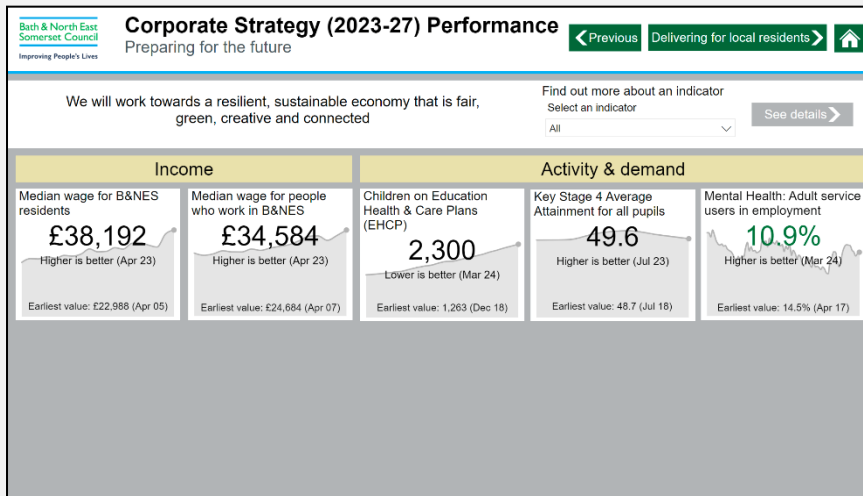 Bath & North East
Somerset Council
Improving People's Lives
Corporate Strategy (2023-27) Performance
Preparing for the future
Previous
Delivering for local residents
We will work towards a resilient, sustainable economy that is fair,
green, creative and connected
Find out more about an indicator
Select an indicator
All
See details
Income
Activity & demand
Median wage for B&NES
residents
£38,192
Higher is better (Apr 23)
Earliest value: £22,988 (Apr 05)
Median wage for people
who work in B&NES
£34,584
Higher is better (Apr 23)
Earliest value: £24,684 (Apr 07)
Children on Education
Health & Care Plans
(EHCP)
2,300
Lower is better (Mar 24)
Earliest value: 1,263 (Dec 18)
Key Stage 4 Average
Attainment for all pupils
49.6
Higher is better (Jul 23)
Earliest value: 48.7 (Jul 18)
Mental Health: Adult service
users in employment
10.9%
Higher is better (Mar 24)
Earliest value: 14.5% (Apr 17)